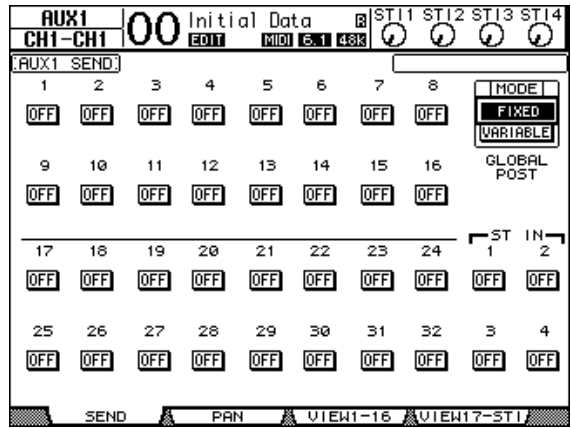 AUX1 00 Initial Data R STI1 STI2 STI3 STI4
CH1-CH1 EDIT MIDI 6.1 48K
AUX1 SEND
1 2 3 4 5 6 7 8 MODE
OFF OFF OFF OFF OFF OFF OFF OFF FIXED
VARIABLE
9 10 11 12 13 14 15 16 GLOBAL
POST
OFF OFF OFF OFF OFF OFF OFF OFF
ST IN
17 18 19 20 21 22 23 24 1 2
OFF OFF OFF OFF OFF OFF OFF OFF OFF OFF
25 26 27 28 29 30 31 32 3 4
OFF OFF OFF OFF OFF OFF OFF OFF OFF OFF
SEND PAN VIEW1-16 VIEW17-STI